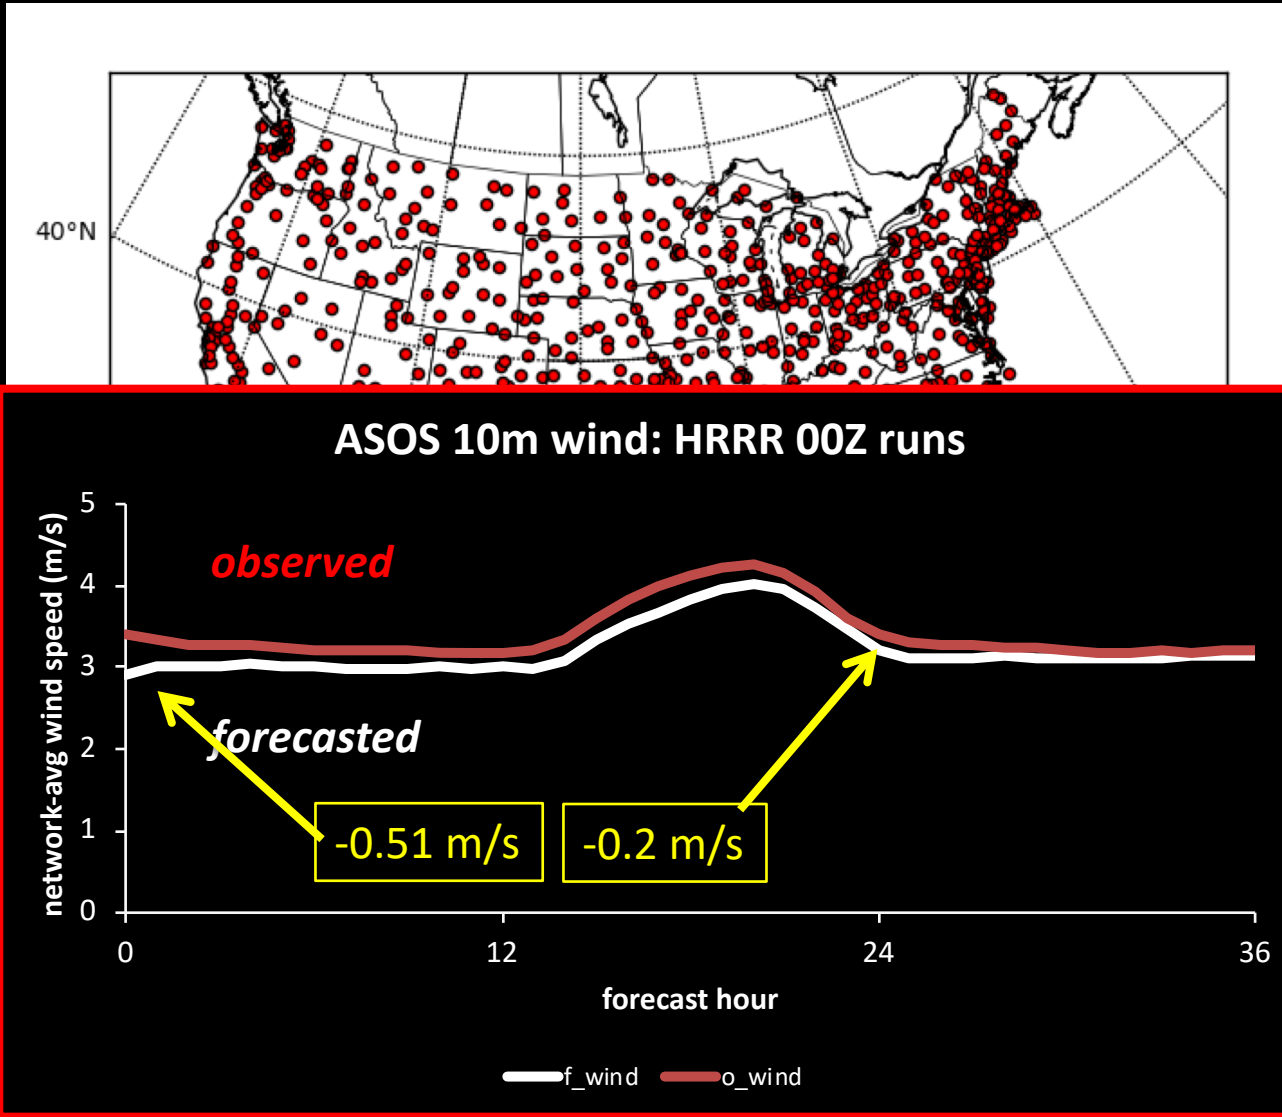 40°N
ASOS 10m wind: HRRR 00Z runs
network-avg wind speed (m/s)
5
4
3
2
1
0
observed
forecasted
-0.51 m/s
-0.2 m/s
0
12
24
36
forecast hour
f_wind
o_wind